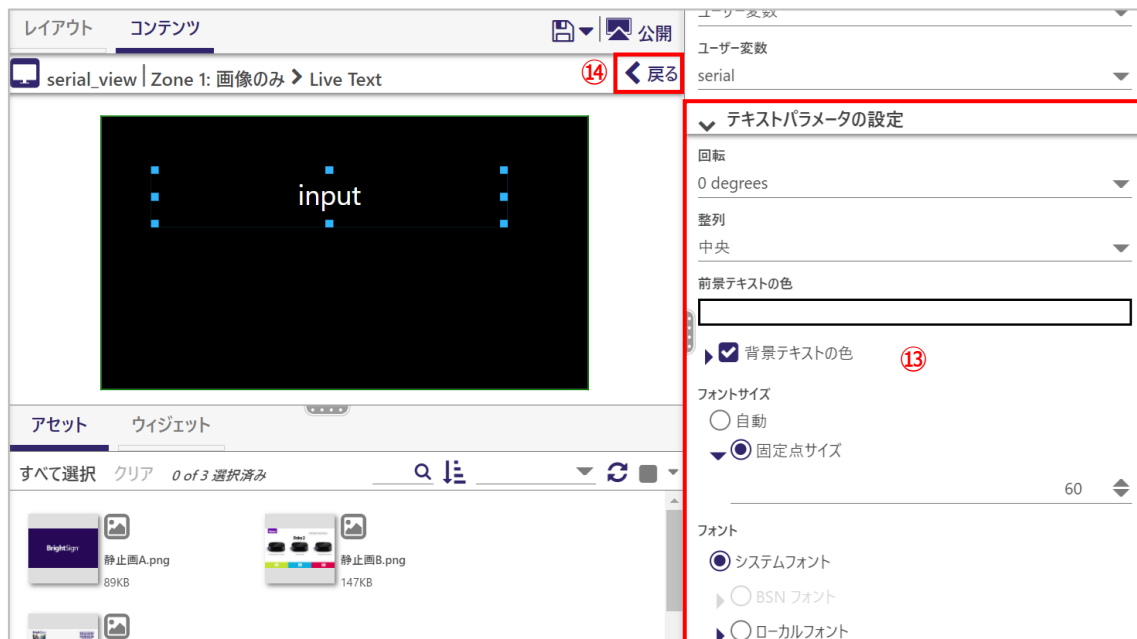 レイアウト コンテンツ 公開
serial_view Zone 1: 画像のみ Live Text ⑭ 戻る
input
アセット ウィジェット
すべて選択 クリア 0 of 3 選択済み
BrightSign
静止画A.png
89KB
静止画B.png
147KB
ユーザー変数
ユーザー変数
serial
テキストパラメータの設定
回転
0 degrees
整列
中央
前景テキストの色
背景テキストの色 ⑬
フォントサイズ
自動
固定点サイズ
60
フォント
システムフォント
BSN フォント
ローカルフォント